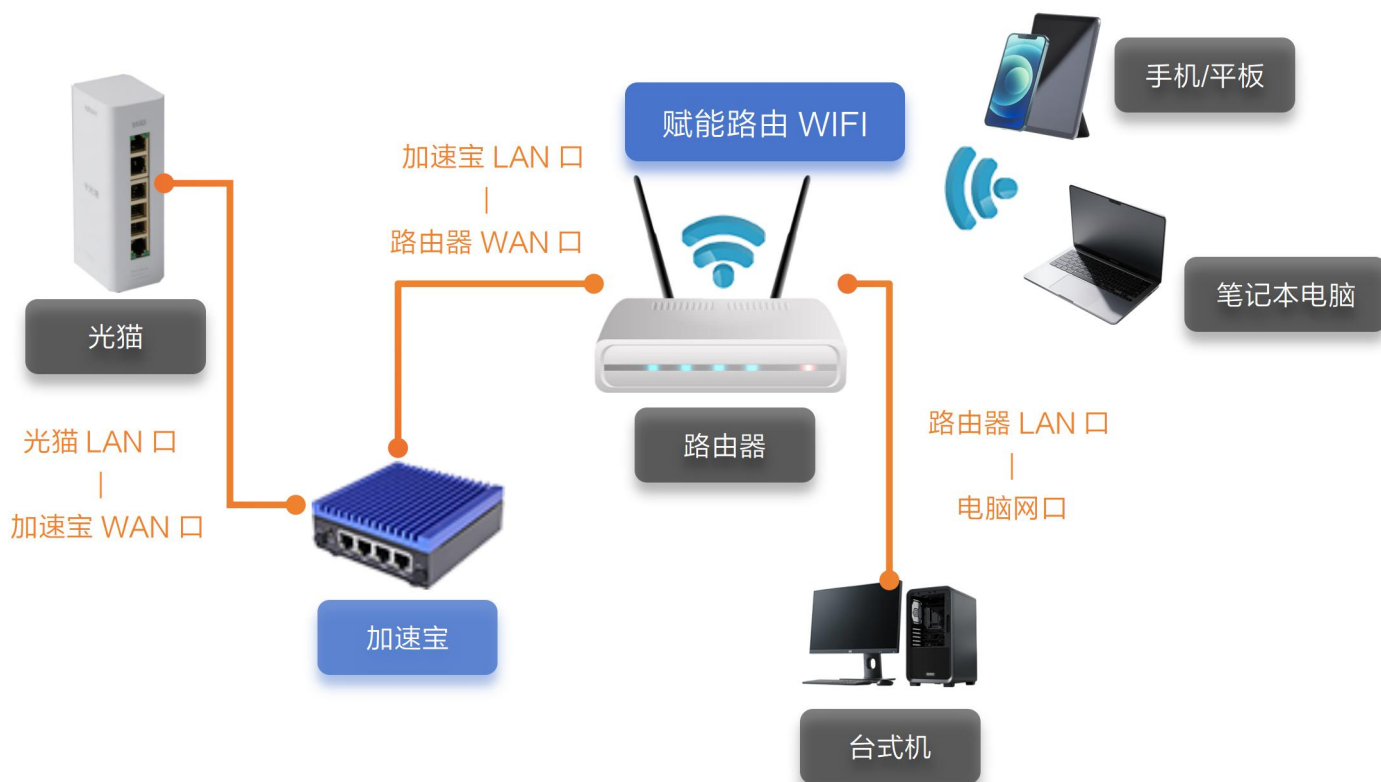 手机/平板
赋能路由 WIFI
加速宝 LAN 口
|
路由器 WAN 口
笔记本电脑
光猫
光猫 LAN 口
|
加速宝 WAN 口
路由器
路由器 LAN 口
|
电脑网口
加速宝
台式机